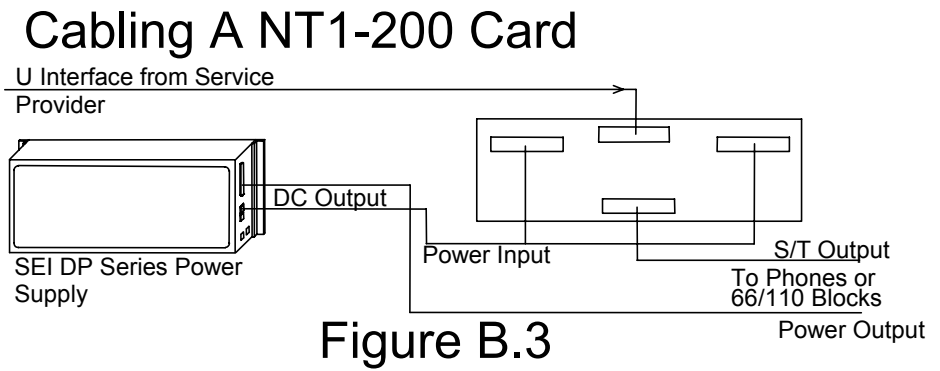 Cabling A NT1-200 Card
U Interface from Service
Provider
DC Output
Power Input
SEI DP Series Power
Supply
S/T Output
To Phones or
66/110 Blocks
Power Output
Figure B.3